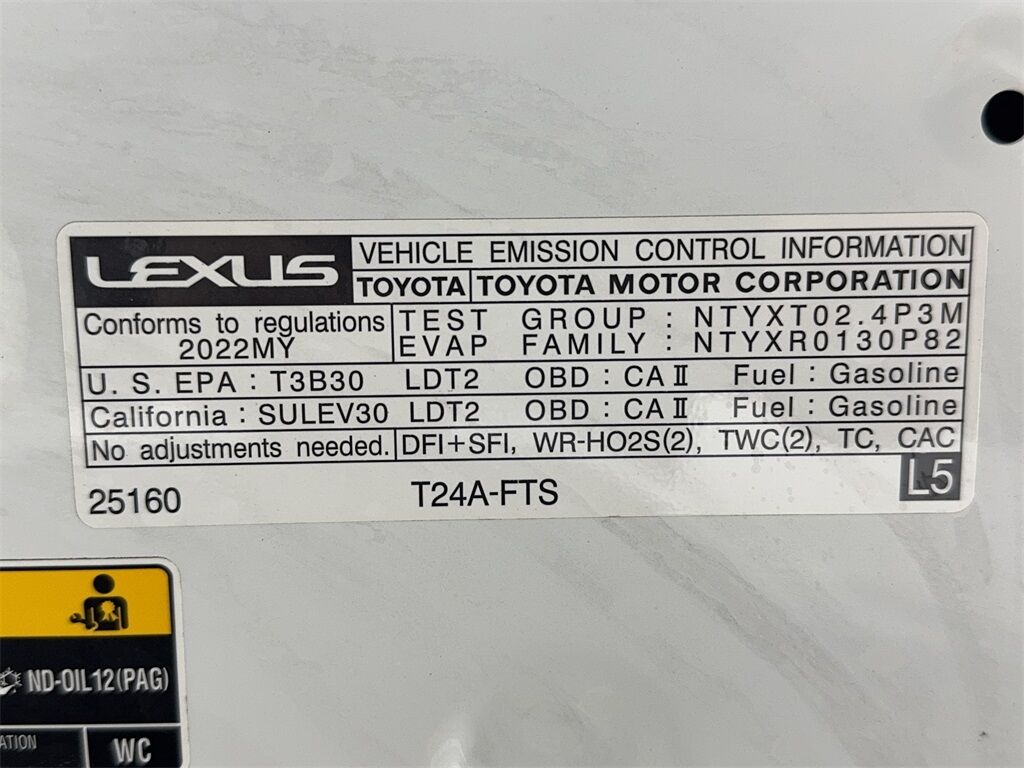 LEXUS
VEHICLE EMISSION CONTROL INFORMATION
TOYOTA TOYOTA MOTOR CORPORATION
Conforms to regulations
2022MY
TEST GROUP : NTYXT02.4P3M
EVAP FAMILY : NTYXR0130P82
U. S. EPA : T3B30 LDT2 OBD : CA II Fuel : Gasoline
California : SULEV30 LDT2 OBD : CA II Fuel : Gasoline
No adjustments needed. DFI+SFI, WR-HO2S(2), TWC(2), TC, CAC
25160 T24A-FTS L5
ND-OIL12(PAG)
WC